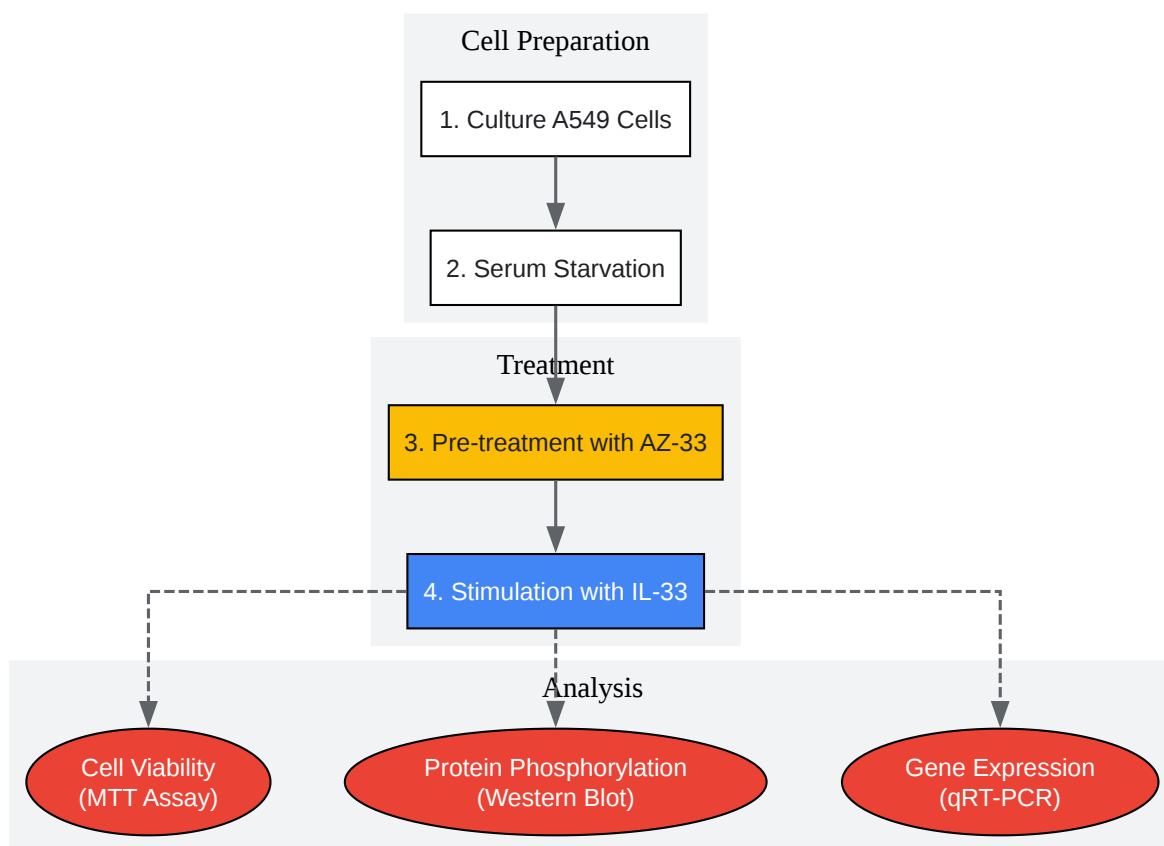 Cell Preparation
1. Culture A549 Cells
2. Serum Starvation
Treatment
3. Pre-treatment with AZ-33
4. Stimulation with IL-33
Analysis
Cell Viability
(MTT Assay)
Protein Phosphorylation
(Western Blot)
Gene Expression
(qRT-PCR)